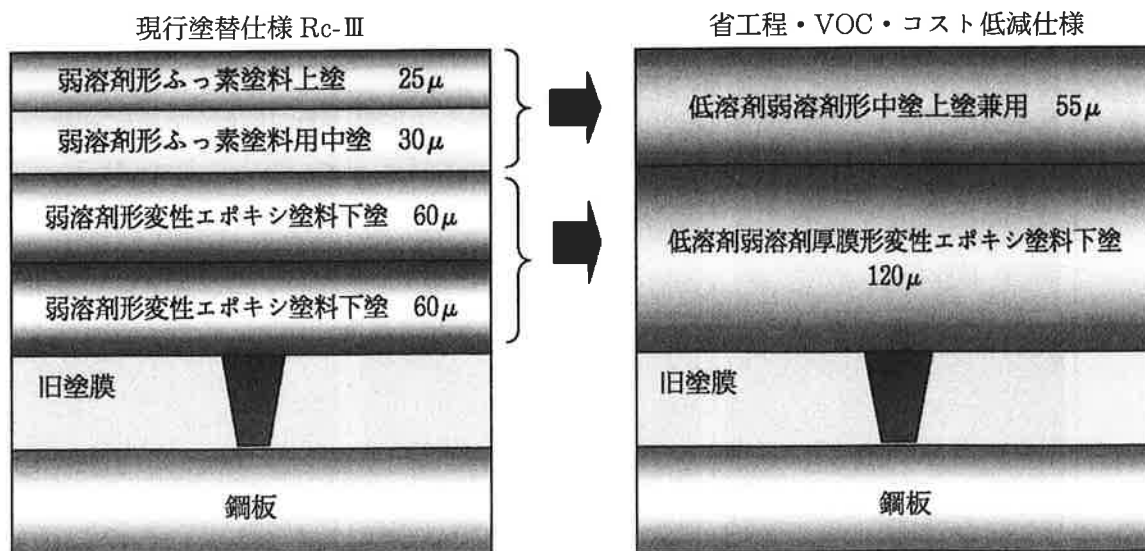 現行塗替仕様 Rc-Ⅲ
弱溶剤形ふっ素塗料上塗 25μ
弱溶剤形ふっ素塗料用中塗 30μ
弱溶剤形変性エポキシ塗料下塗 60μ
弱溶剤形変性エポキシ塗料下塗 60μ
旧塗膜
鋼板
省工程・VOC・コスト低減仕様
低溶剤弱溶剤形中塗上塗兼用 55μ
低溶剤弱溶剤厚膜形変性エポキシ塗料下塗
120μ
旧塗膜
鋼板